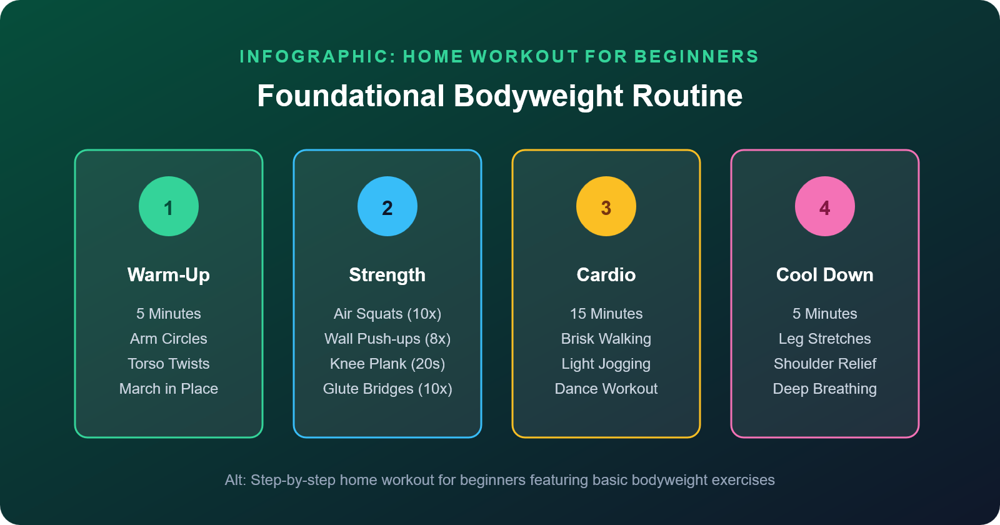 INFOGRAPHIC: HOME WORKOUT FOR BEGINNERS
Foundational Bodyweight Routine
1
Warm-Up
5 Minutes
Arm Circles
Torso Twists
March in Place
2
Strength
Air Squats (10x)
Wall Push-ups (8x)
Knee Plank (20s)
Glute Bridges (10x)
3
Cardio
15 Minutes
Brisk Walking
Light Jogging
Dance Workout
4
Cool Down
5 Minutes
Leg Stretches
Shoulder Relief
Deep Breathing
Alt: Step-by-step home workout for beginners featuring basic bodyweight exercises